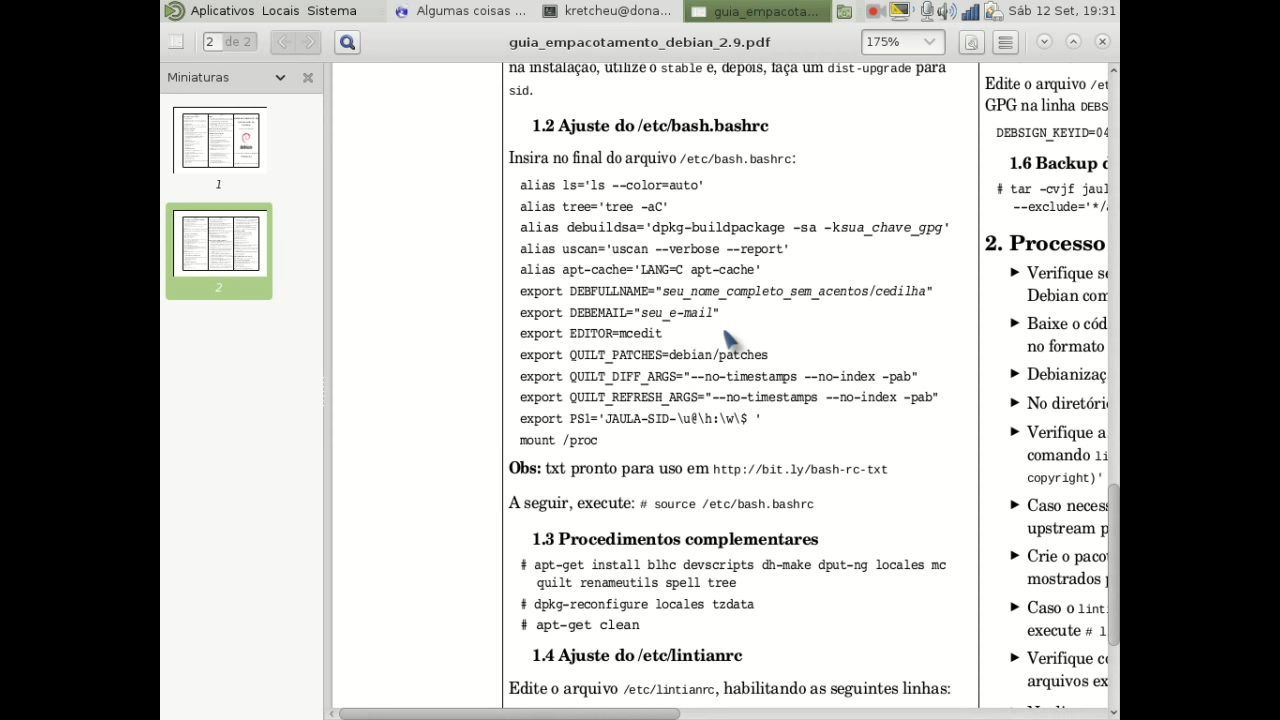 Aplicativos Locais Sistema
Algumas coisas ...
kretcheu@dona...
guia_empacota...
Sáb 12 Set, 19:31
2 de 2
guia_empacotamento_debian_2.9.pdf
175%
Miniaturas
1
2
na instalação, utilize o stable e, depois, faça um dist-upgrade para
sid.
1.2 Ajuste do /etc/bash.bashrc
Insira no final do arquivo /etc/bash.bashrc:
alias ls='ls --color=auto'
alias tree='tree -aC'
alias debuildsa='dpkg-buildpackage -sa -ksua_chave_gpg'
alias uscan='uscan --verbose --report'
alias apt-cache='LANG=C apt-cache'
export DEBFULLNAME="seu_nome_completo_sem_acentos/cedilha"
export DEBEMAIL="seu_e-mail"
export EDITOR=mcedit
export QUILT_PATCHES=debian/patches
export QUILT_DIFF_ARGS="--no-timestamps --no-index -pab"
export QUILT_REFRESH_ARGS="--no-timestamps --no-index -pab"
export PS1='JAULA-SID-\u@\h:\w\$ '
mount /proc
Obs: txt pronto para uso em http://bit.ly/bash-rc-txt
A seguir, execute: # source /etc/bash.bashrc
1.3 Procedimentos complementares
# apt-get install blhc devscripts dh-make dput-ng locales mc
quilt renameutils spell tree
# dpkg-reconfigure locales tzdata
# apt-get clean
1.4 Ajuste do /etc/lintianrc
Edite o arquivo /etc/lintianrc, habilitando as seguintes linhas:
Edite o arquivo /et
GPG na linha DEBS
DEBSIGN_KEYID=04
1.6 Backup d
# tar -cvjf jaul
--exclude='*/
2. Processo
► Verifique se
Debian com
► Baixe o cód
no formato
► Debianizaç
► No diretóri
► Verifique a
comando li
copyright)'
► Caso neces
upstream p
► Crie o paco
mostrados p
► Caso o linti
execute # l
► Verifique co
arquivos ex